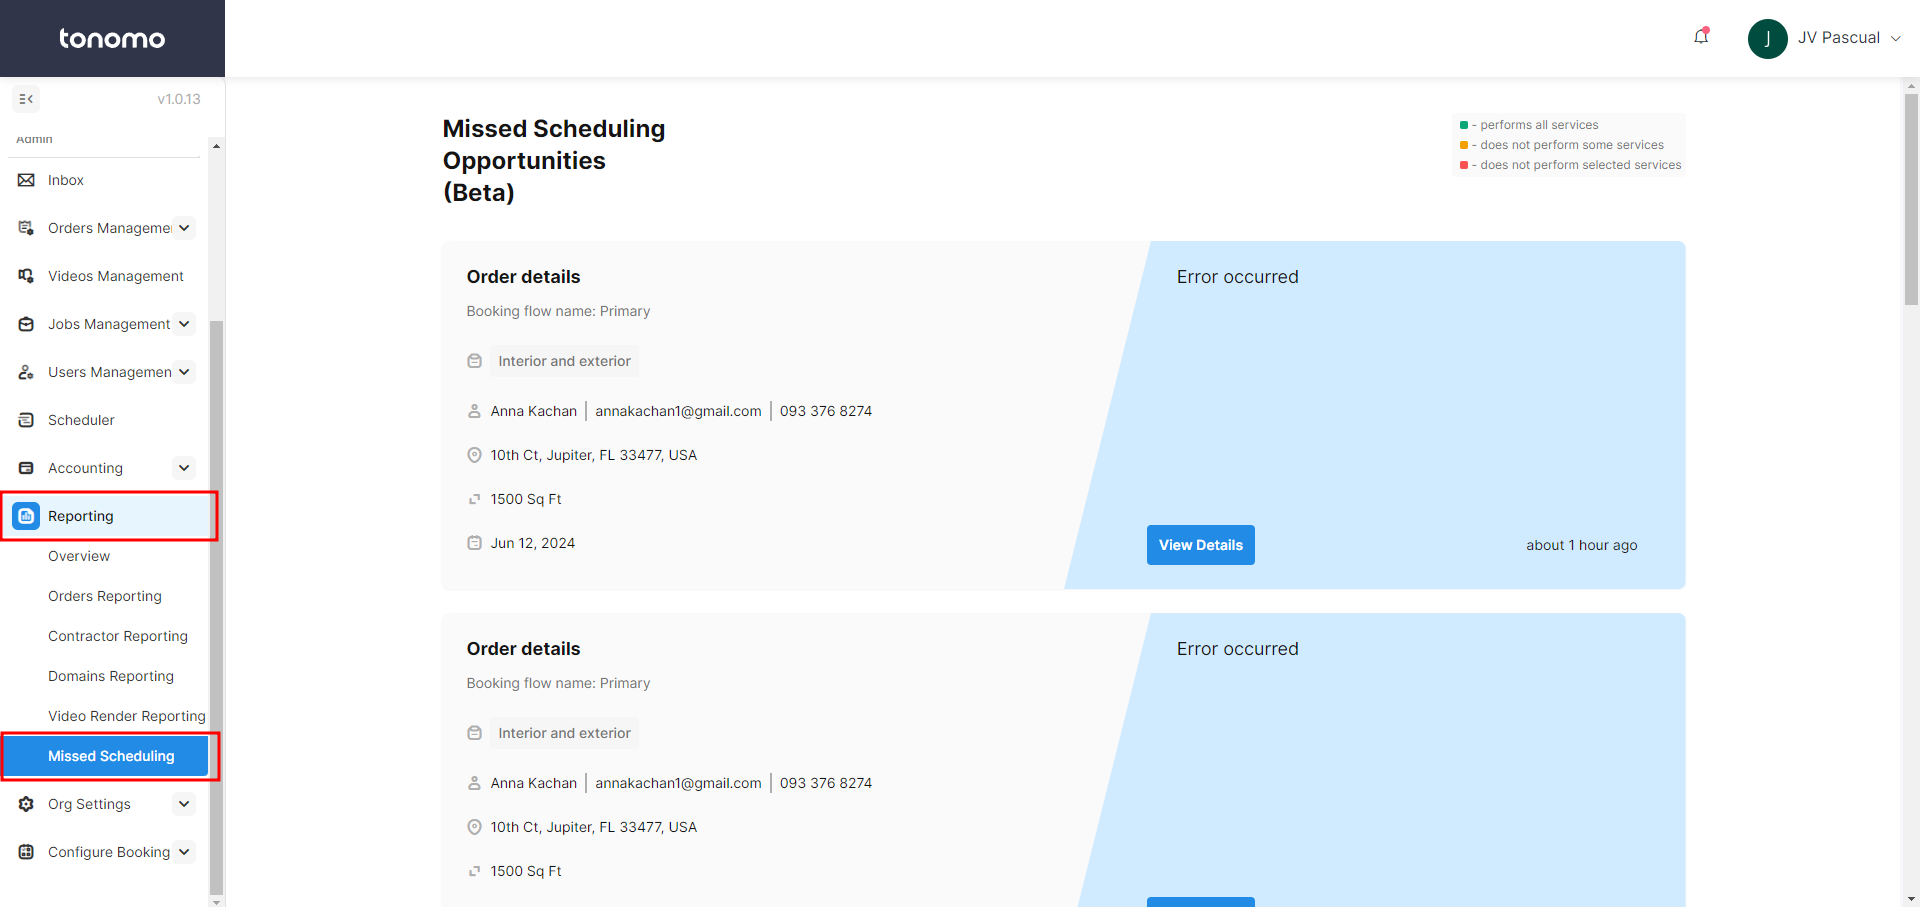 tonomo
J
JV Pascual
v1.0.13
Admin
Inbox
Orders Manageme
Videos Management
Jobs Management
Users Managemen
Scheduler
Accounting
Reporting
Overview
Orders Reporting
Contractor Reporting
Domains Reporting
Video Render Reporting
Missed Scheduling
Org Settings
Configure Booking
Missed Scheduling
Opportunities
(Beta)
- performs all services
- does not perform some services
- does not perform selected services
Order details
Booking flow name: Primary
Interior and exterior
Anna Kachan | annakachan1@gmail.com | 093 376 8274
10th Ct, Jupiter, FL 33477, USA
1500 Sq Ft
Jun 12, 2024
Error occurred
View Details
about 1 hour ago
Order details
Booking flow name: Primary
Interior and exterior
Anna Kachan | annakachan1@gmail.com | 093 376 8274
10th Ct, Jupiter, FL 33477, USA
1500 Sq Ft
Error occurred